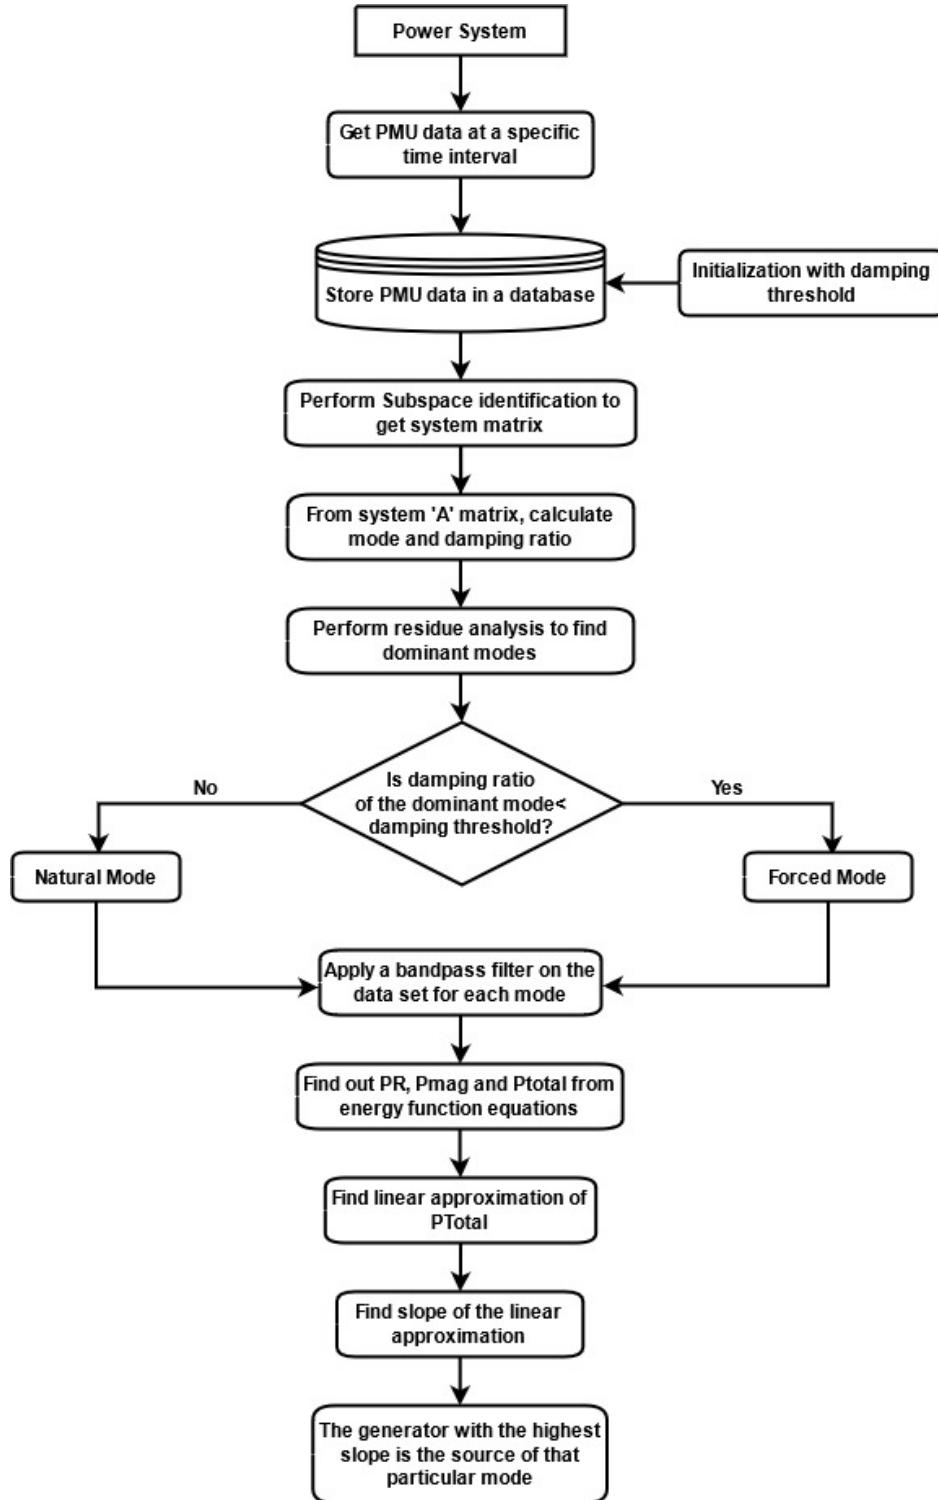 Power System
Get PMU data at a specific
time interval
Store PMU data in a database
Initialization with damping
threshold
Perform Subspace identification to
get system matrix
From system 'A' matrix, calculate
mode and damping ratio
Perform residue analysis to find
dominant modes
Is damping ratio
of the dominant mode<
damping threshold?
No
Yes
Natural Mode
Forced Mode
Apply a bandpass filter on the
data set for each mode
Find out PR, Pmag and Ptotal from
energy function equations
Find linear approximation of
PTotal
Find slope of the linear
approximation
The generator with the highest
slope is the source of that
particular mode